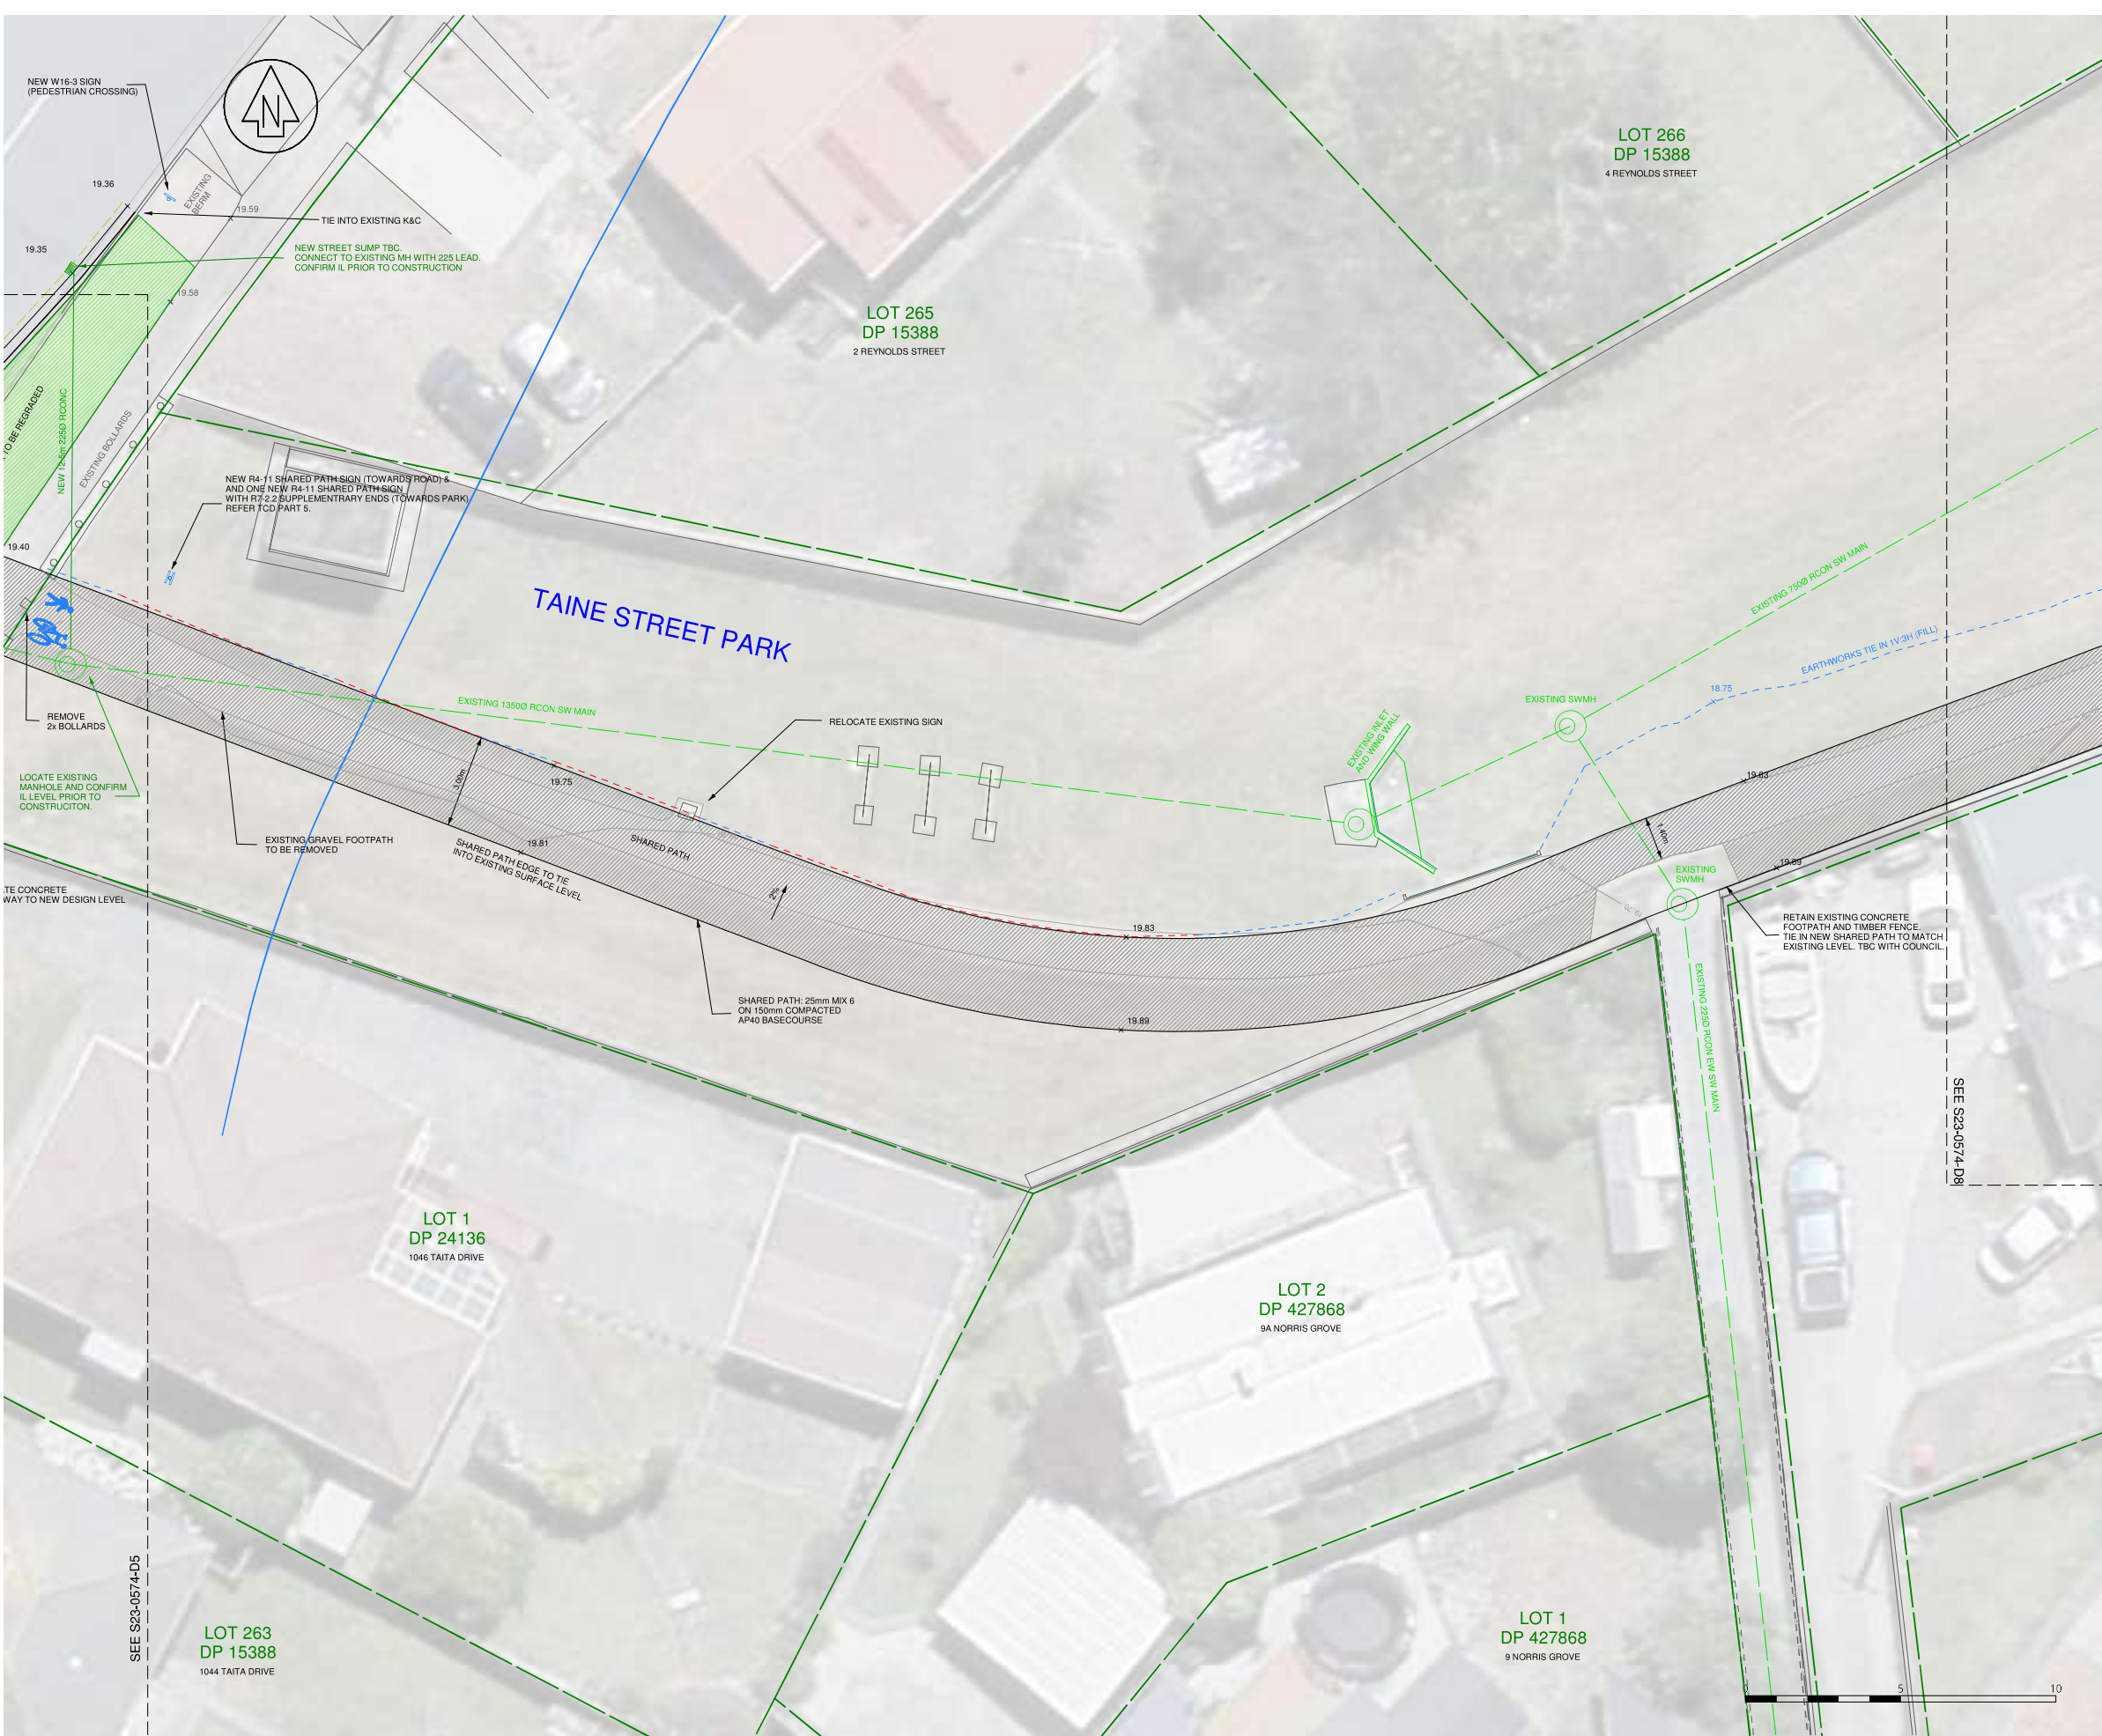 NEW W16-3 SIGN
(PEDESTRIAN CROSSING)
N
EXISTING
BERM
19.36
19.59
TIE INTO EXISTING K&C
19.35
NEW STREET SUMP TBC.
CONNECT TO EXISTING MH WITH 225 LEAD.
CONFIRM IL PRIOR TO CONSTRUCTION
19.58
LOT 266
DP 15388
4 REYNOLDS STREET
LOT 265
DP 15388
2 REYNOLDS STREET
TO BE REGRADED
NEW 12.5m 225Ø RCONC
EXISTING BOLLARDS
NEW R4-11 SHARED PATH SIGN (TOWARDS ROAD) &
AND ONE NEW R4-11 SHARED PATH SIGN
WITH R7-2.2 SUPPLEMENTRARY ENDS (TOWARDS PARK)
REFER TCD PART 5.
19.40
TAINE STREET PARK
EXISTING 750Ø RCON SW MAIN
EARTHWORKS TIE IN 1V:3H (FILL)
18.75
EXISTING SWMH
EXISTING 1350Ø RCON SW MAIN
RELOCATE EXISTING SIGN
EXISTING INLET
AND WING WALL
REMOVE
2x BOLLARDS
LOCATE EXISTING
MANHOLE AND CONFIRM
IL LEVEL PRIOR TO
CONSTRUCITON.
3.00m
19.75
19.83
1.40m
EXISTING GRAVEL FOOTPATH
TO BE REMOVED
19.81
SHARED PATH
SHARED PATH EDGE TO TIE
INTO EXISTING SURFACE LEVEL
2%
EXISTING
SWMH
19.89
TE CONCRETE
WAY TO NEW DESIGN LEVEL
19.83
RETAIN EXISTING CONCRETE
FOOTPATH AND TIMBER FENCE.
TIE IN NEW SHARED PATH TO MATCH
EXISTING LEVEL. TBC WITH COUNCIL.
SHARED PATH: 25mm MIX 6
ON 150mm COMPACTED
AP40 BASECOURSE
19.89
EXISTING 225Ø RCON EW SW MAIN
SEE S23-0574-D8
LOT 1
DP 24136
1046 TAITA DRIVE
LOT 2
DP 427868
9A NORRIS GROVE
SEE S23-0574-D5
LOT 263
DP 15388
1044 TAITA DRIVE
LOT 1
DP 427868
9 NORRIS GROVE
0 5 10